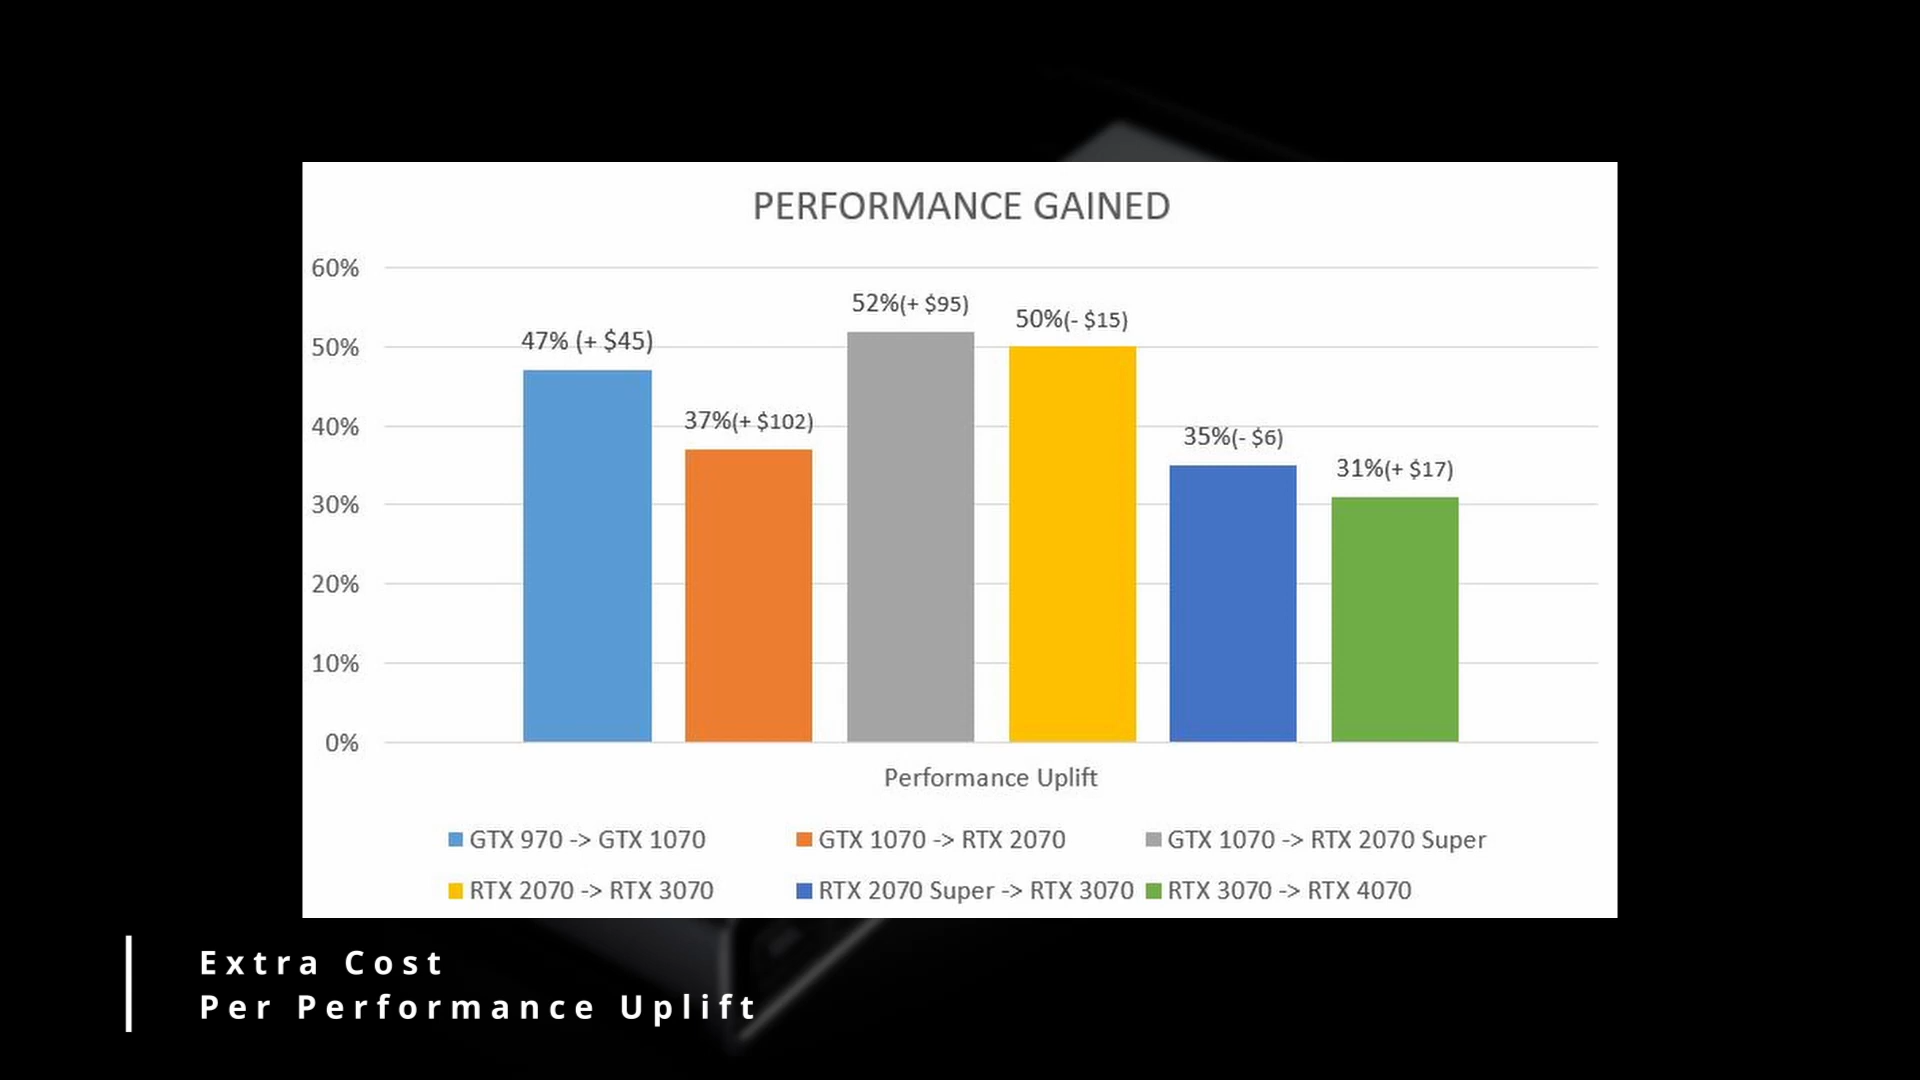 PERFORMANCE GAINED
60%
50%
40%
30%
20%
10%
0%
47% (+ $45)
37%(+ $102)
52%(+ $95)
50%(- $15)
35%(- $6)
31%(+ $17)
Performance Uplift
GTX 970 -> GTX 1070
GTX 1070 -> RTX 2070
GTX 1070 -> RTX 2070 Super
RTX 2070 -> RTX 3070
RTX 2070 Super -> RTX 3070
RTX 3070 -> RTX 4070
Extra Cost
Per Performance Uplift